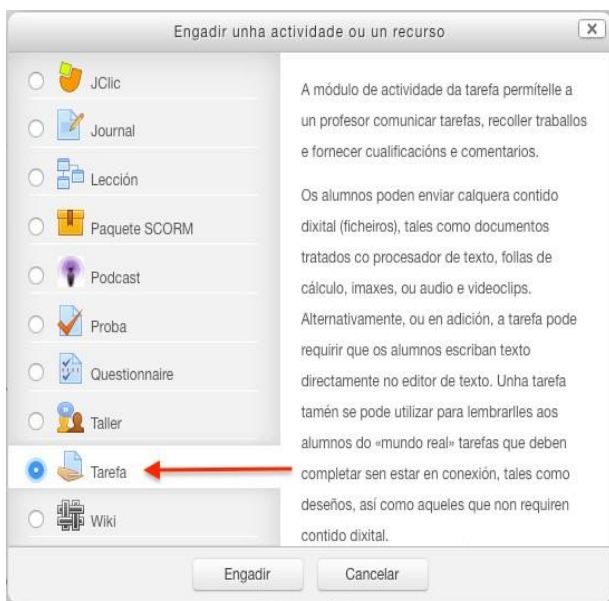 Engadir unha actividade ou un recurso
JClic
Journal
Lección
Paquete SCORM
Podcast
Proba
Questionnaire
Taller
Tarefa
Wiki
A módulo de actividade da tarefa permítelle a
un profesor comunicar tarefas, recoller traballos
e fornecer cualificacións e comentarios.
Os alumnos poden enviar calquera contido
dixital (ficheiros), tales como documentos
tratados co procesador de texto, follas de
cálculo, imaxes, ou audio e videoclips.
Alternativamente, ou en adición, a tarefa pode
requirir que os alumnos escriban texto
directamente no editor de texto. Unha tarefa
tamén se pode utilizar para lembrarlles aos
alumnos do «mundo real» tarefas que deben
completar sen estar en conexión, tales como
deseños, así como aqueles que non requiren
contido dixital.
Engadir
Cancelar